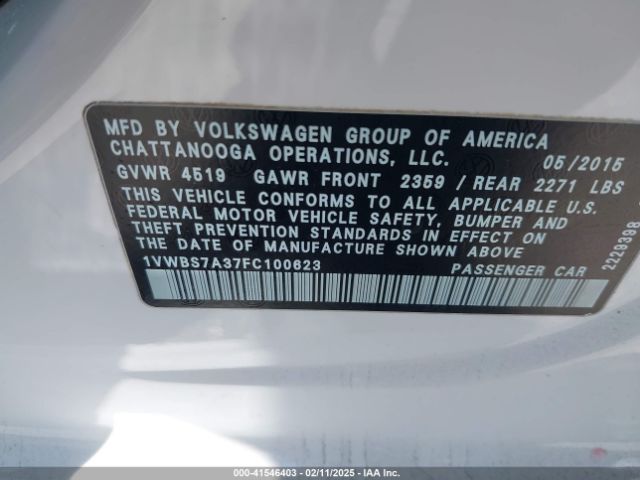 MFD BY VOLKSWAGEN GROUP OF AMERICA
CHATTANOOGA OPERATIONS, LLC. 05/2015
GVWR 4519 GAWR FRONT 2359 / REAR 2271 LBS
THIS VEHICLE CONFORMS TO ALL APPLICABLE
FEDERAL MOTOR VEHICLE SAFETY, BUMPER AND
THEFT PREVENTION STANDARDS IN EFFECT ON
THE DATE OF MANUFACTURE SHOWN ABOVE
1VWBS7A37FC100623 PASSENGER CAR
2229398
000-41546403 - 02/11/2025 - IAA Inc.